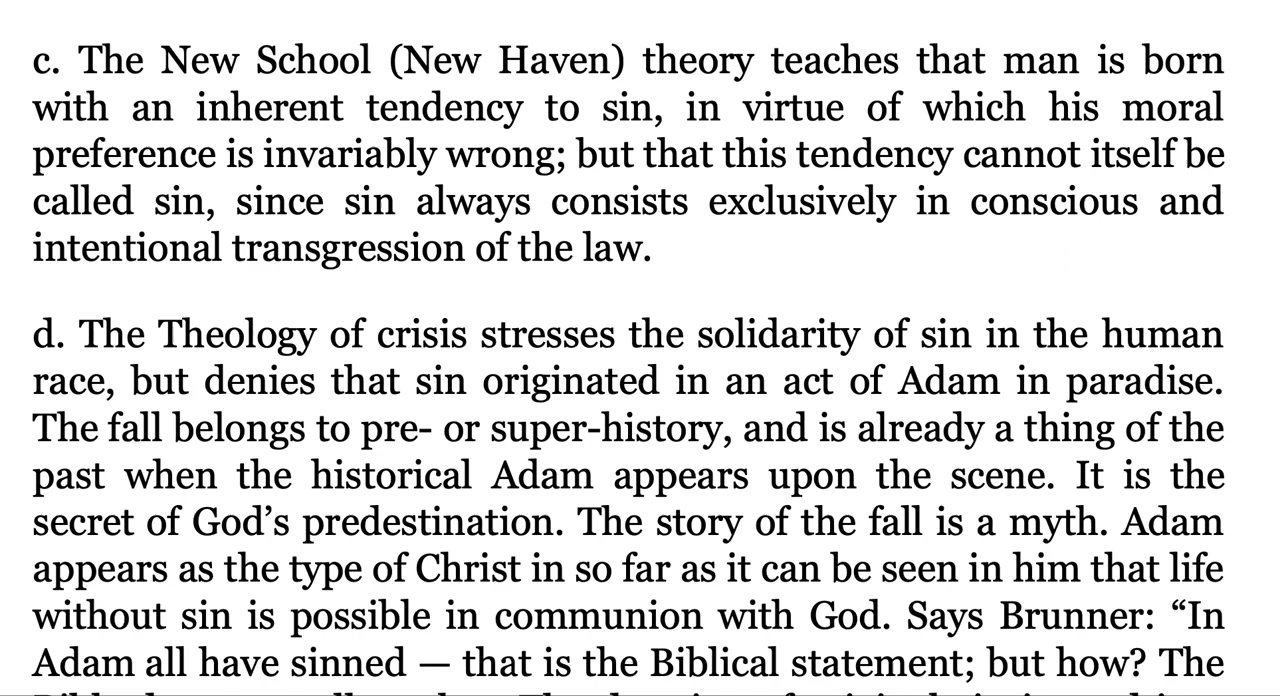 c. The New School (New Haven) theory teaches that man is born
with an inherent tendency to sin, in virtue of which his moral
preference is invariably wrong; but that this tendency cannot itself be
called sin, since sin always consists exclusively in conscious and
intentional transgression of the law.
d. The Theology of crisis stresses the solidarity of sin in the human
race, but denies that sin originated in an act of Adam in paradise.
The fall belongs to pre- or super-history, and is already a thing of the
past when the historical Adam appears upon the scene. It is the
secret of God’s predestination. The story of the fall is a myth. Adam
appears as the type of Christ in so far as it can be seen in him that life
without sin is possible in communion with God. Says Brunner: “In
Adam all have sinned — that is the Biblical statement; but how? The